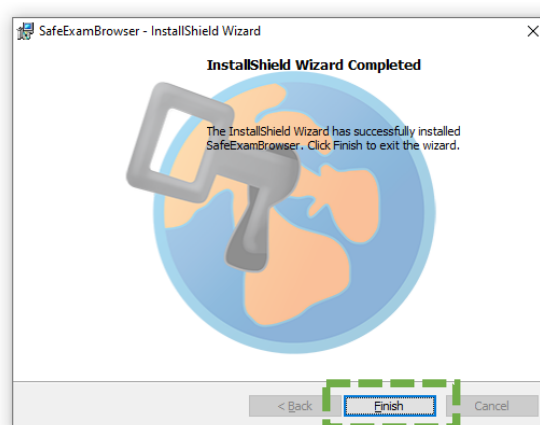 SafeExamBrowser - InstallShield Wizard
InstallShield Wizard Completed
The InstallShield Wizard has successfully installed
SafeExamBrowser. Click Finish to exit the wizard.
< Back
Finish
Cancel